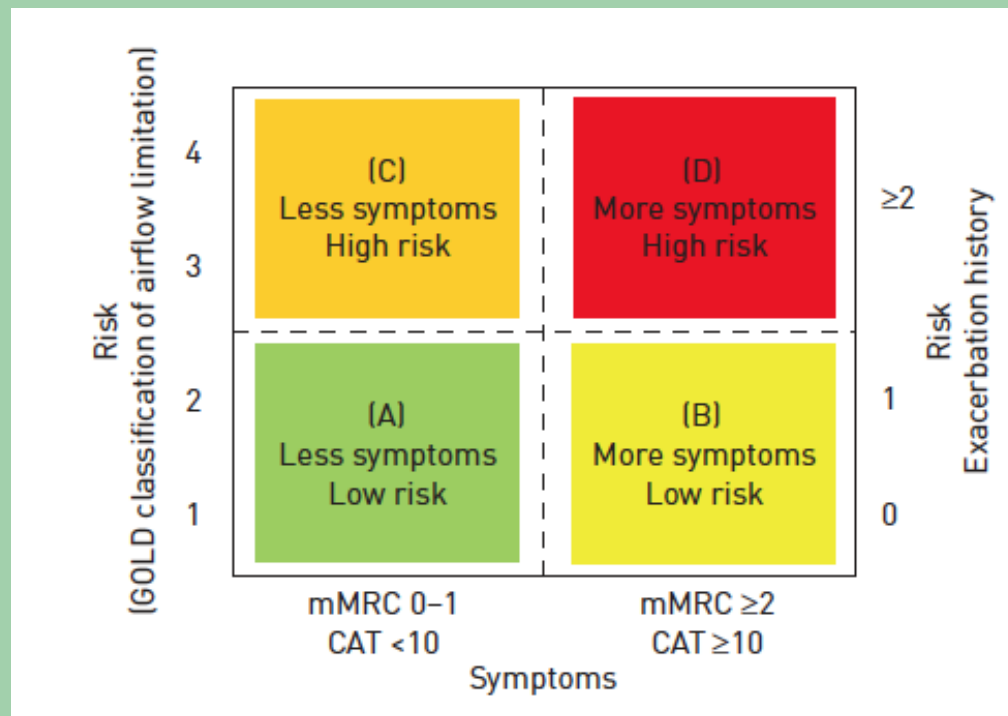 Risk
(GOLD classification of airflow limitation)
4
3
2
1
(C)
Less symptoms
High risk
(D)
More symptoms
High risk
(A)
Less symptoms
Low risk
(B)
More symptoms
Low risk
≥2
1
0
Risk
Exacerbation history
mMRC 0–1
CAT <10
mMRC ≥2
CAT ≥10
Symptoms